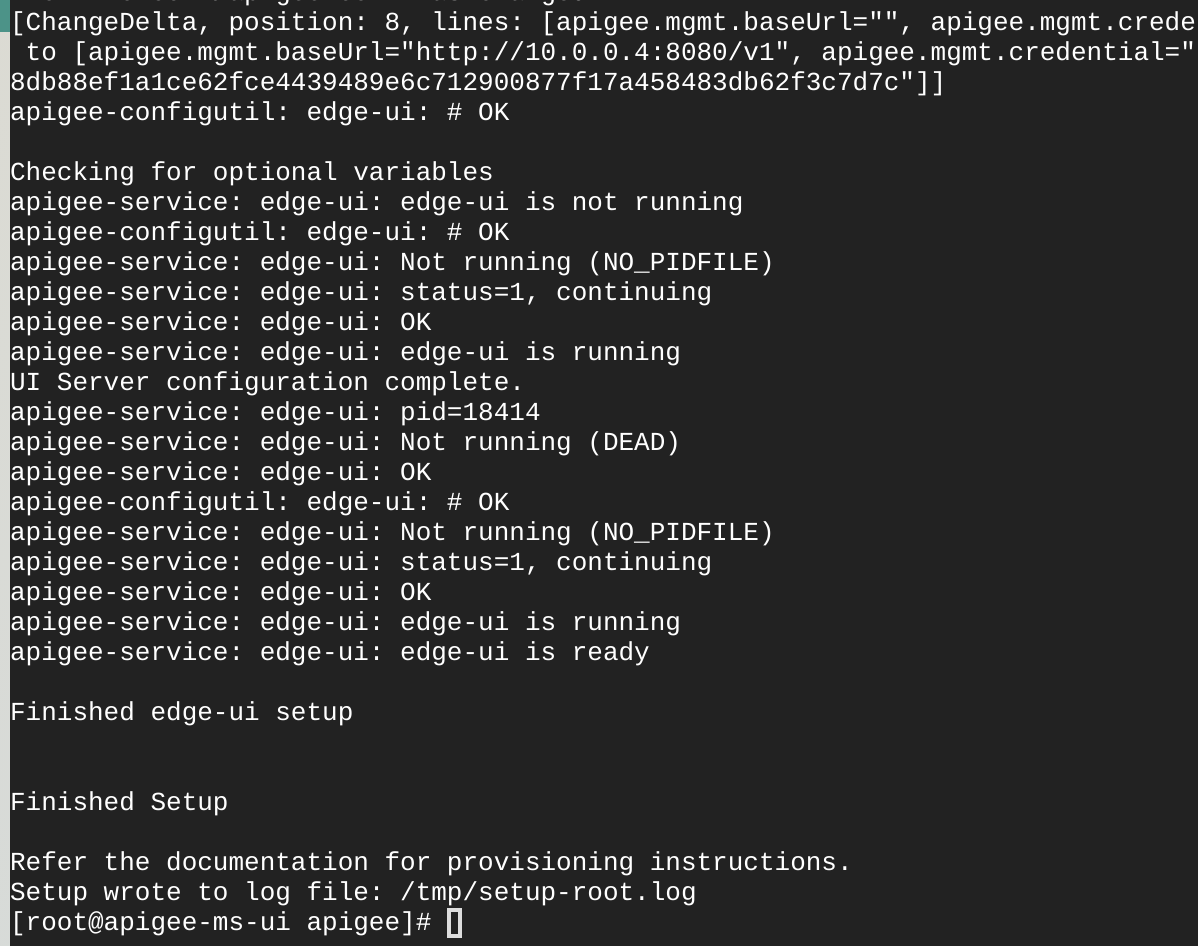 [ChangeDelta, position: 8, lines: [apigee.mgmt.baseUrl="", apigee.mgmt.crede
to [apigee.mgmt.baseUrl="http://10.0.0.4:8080/v1", apigee.mgmt.credential="
8db88ef1a1ce62fce4439489e6c712900877f17a458483db62f3c7d7c"]]
apigee-configutil: edge-ui: # OK
Checking for optional variables
apigee-service: edge-ui: edge-ui is not running
apigee-configutil: edge-ui: # OK
apigee-service: edge-ui: Not running (NO_PIDFILE)
apigee-service: edge-ui: status=1, continuing
apigee-service: edge-ui: OK
apigee-service: edge-ui: edge-ui is running
UI Server configuration complete.
apigee-service: edge-ui: pid=18414
apigee-service: edge-ui: Not running (DEAD)
apigee-service: edge-ui: OK
apigee-configutil: edge-ui: # OK
apigee-service: edge-ui: Not running (NO_PIDFILE)
apigee-service: edge-ui: status=1, continuing
apigee-service: edge-ui: OK
apigee-service: edge-ui: edge-ui is running
apigee-service: edge-ui: edge-ui is ready
Finished edge-ui setup
Finished Setup
Refer the documentation for provisioning instructions.
Setup wrote to log file: /tmp/setup-root.log
[root@apigee-ms-ui apigee]#